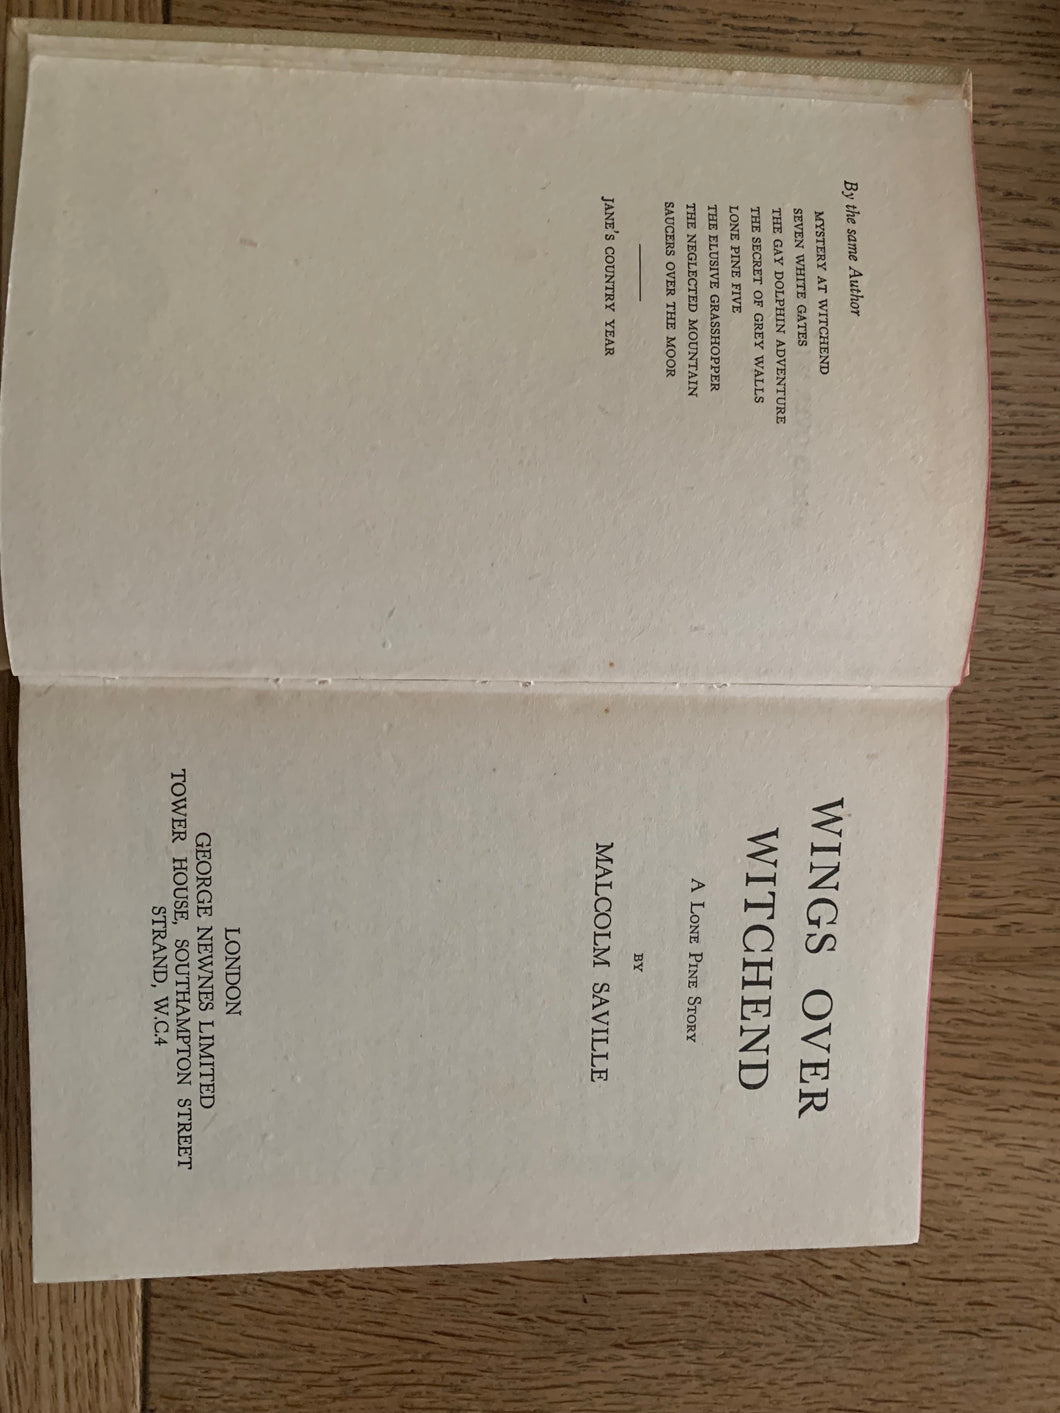 By the same Author
MYSTERY AT WITCHEND
SEVEN WHITE GATES
THE GAY DOLPHIN ADVENTURE
THE SECRET OF GREY WALLS
LONE PINE FIVE
THE ELUSIVE GRASSHOPPER
THE NEGLECTED MOUNTAIN
SAUCERS OVER THE MOOR
JANE'S COUNTRY YEAR
WINGS OVER
WITCHEND
A LONE PINE STORY
BY
MALCOLM SAVILLE
LONDON
GEORGE NEWNES LIMITED
TOWER HOUSE, SOUTHAMPTON STREET
STRAND, W.C.4